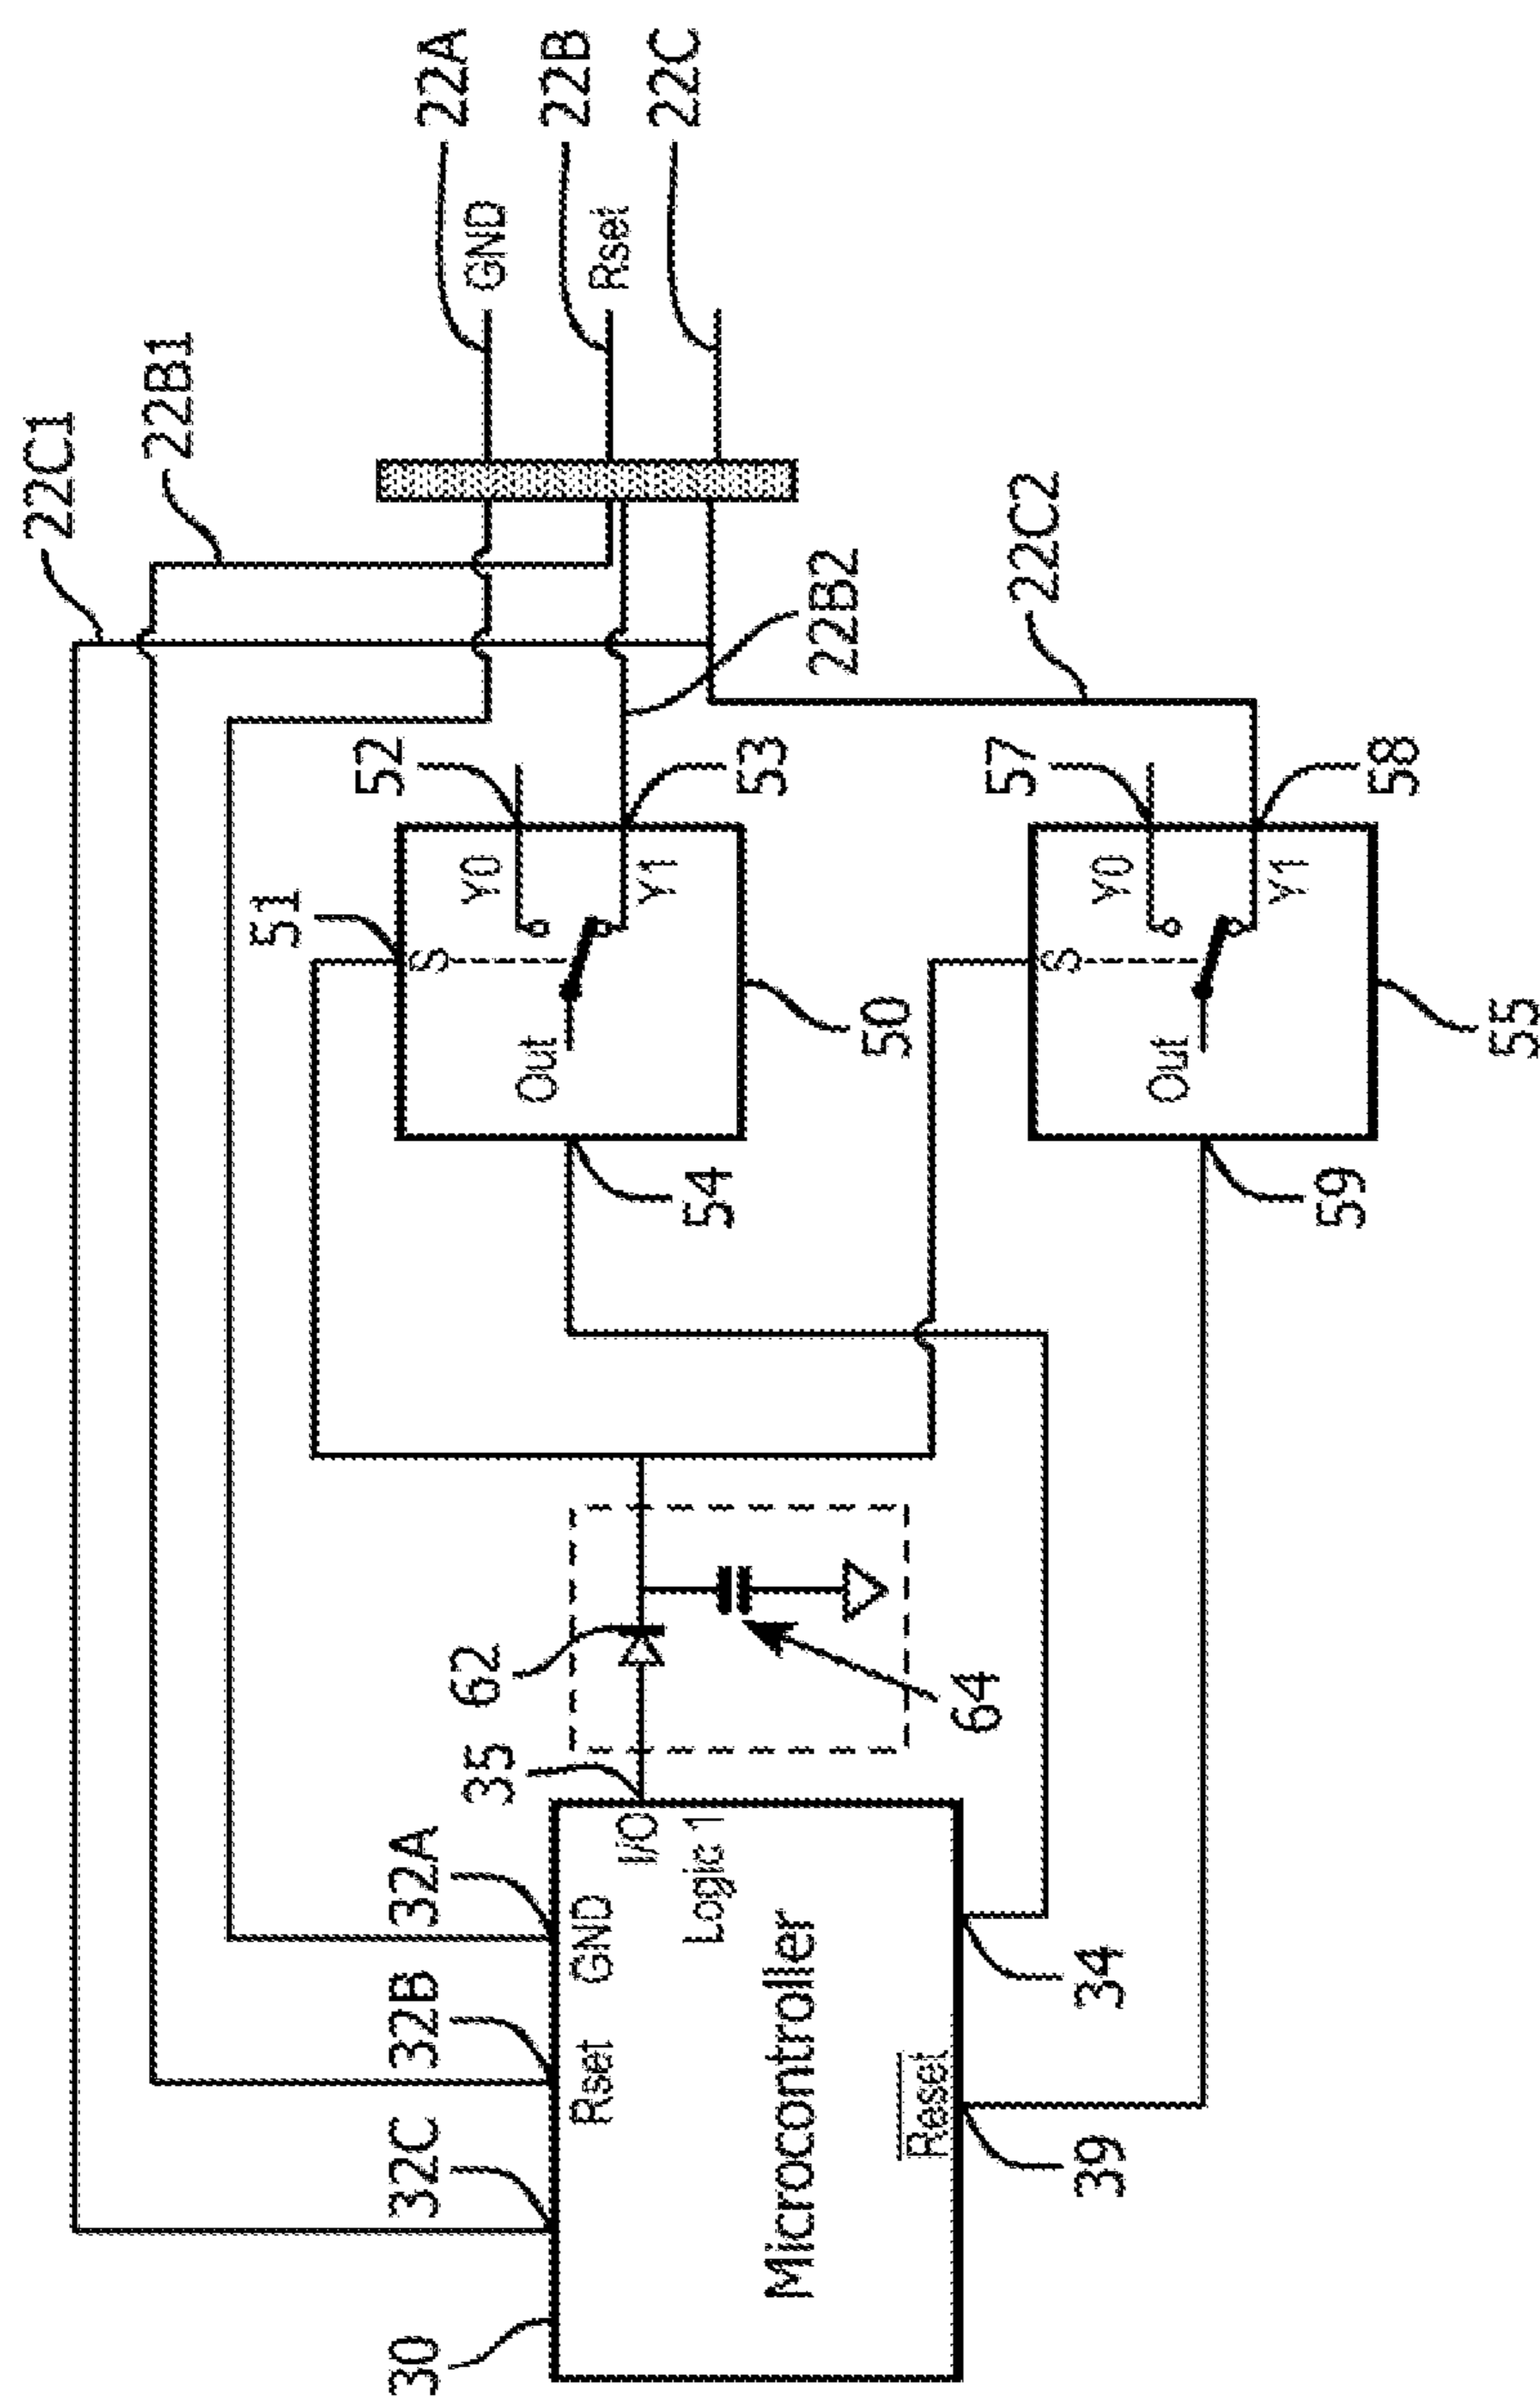 22C1
22B1
22A
GND
22B
Rset
22C
22B2
22C2
51
S
52
Y0
Y1
53
Out
54
50
57
S
Y0
Y1
58
Out
59
55
62
64
35
I/O
Logic 1
32A
GND
32B
Rset
32C
30
Microcontroller
Reset
34
39